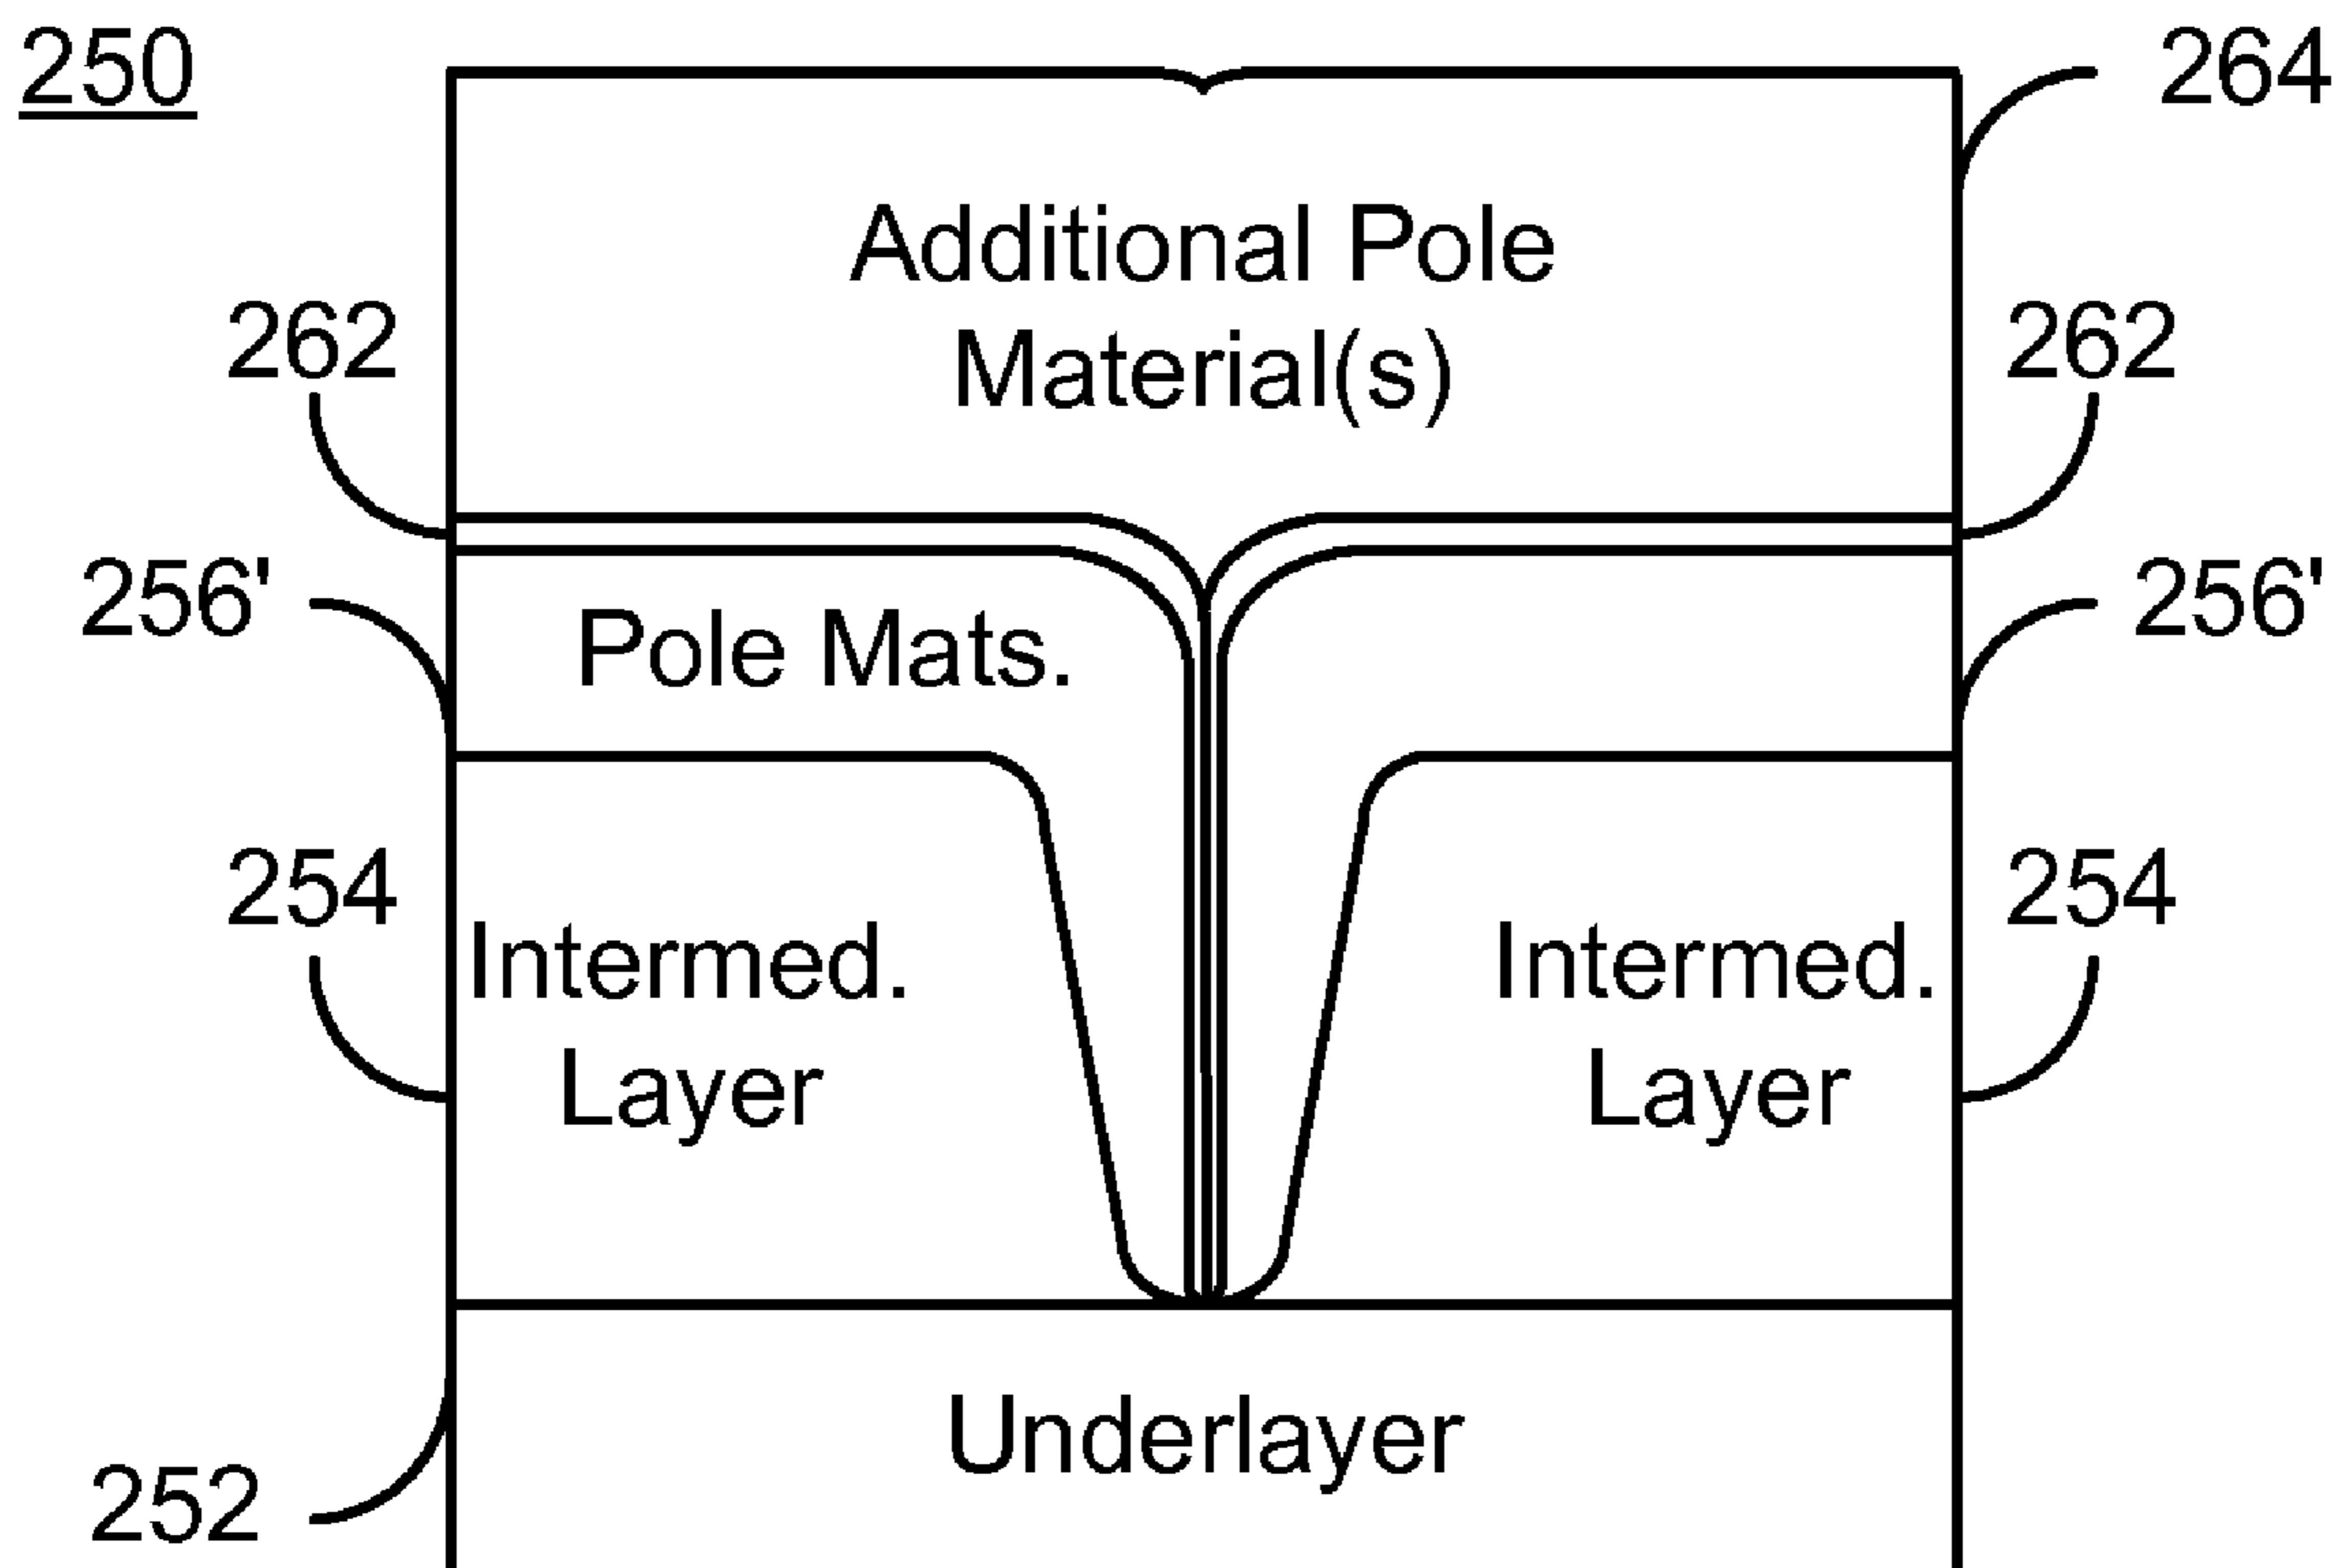 250
264
Additional Pole
Material(s)
262
262
256'
256'
Pole Mats.
254
254
Intermed.
Layer
Intermed.
Layer
Underlayer
252